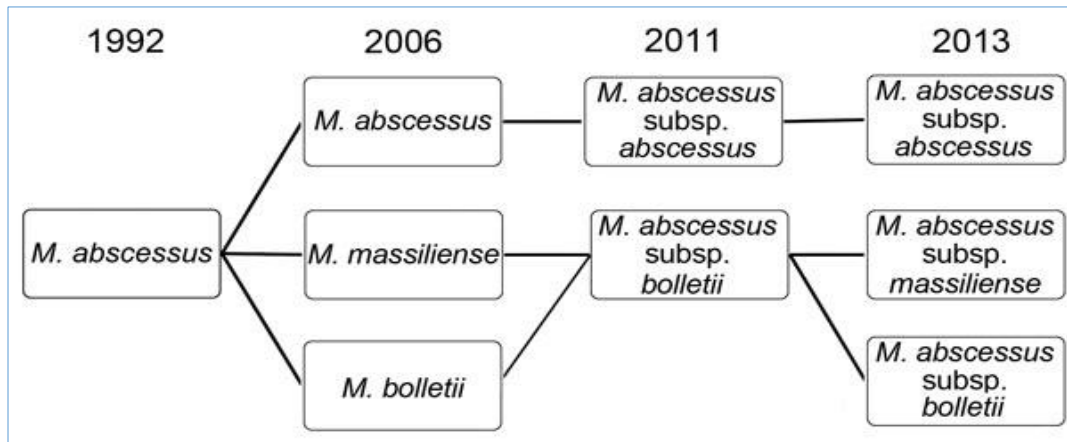 1992
2006
2011
2013
M. abscessus
M. abscessus
M. massiliense
M. bolletii
M. abscessus
subsp.
abscessus
M. abscessus
subsp.
bolletii
M. abscessus
subsp.
abscessus
M. abscessus
subsp.
massiliense
M. abscessus
subsp.
bolletii